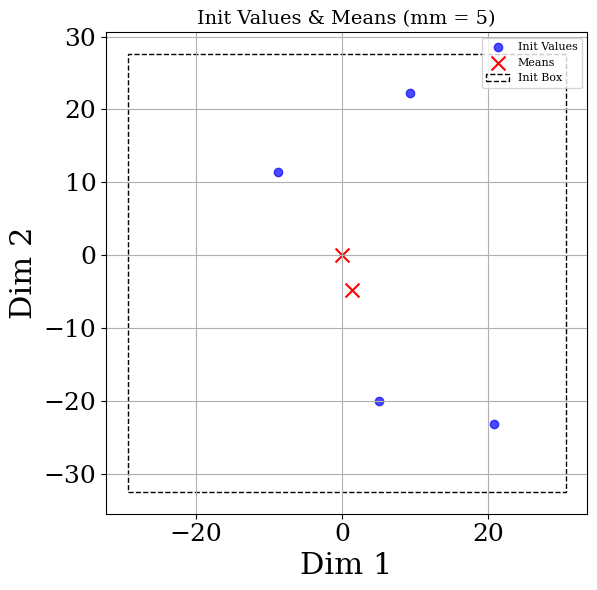 Init Values & Means (mm = 5)
Init Values
Means
Init Box
30
20
10
0
−10
−20
−30
Dim 2
−20
0
20
Dim 1